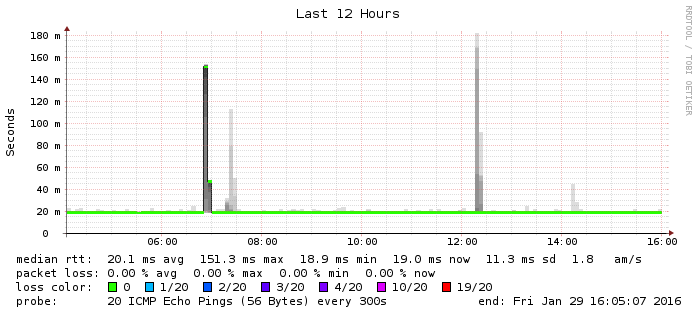 Last 12 Hours
RRDTOOL / TOBI OETIKER
Seconds
180 m
160 m
140 m
120 m
100 m
80 m
60 m
40 m
20 m
0
06:00 08:00 10:00 12:00 14:00 16:00
median rtt: 20.1 ms avg 151.3 ms max 18.9 ms min 19.0 ms now 11.3 ms sd 1.8 am/s
packet loss: 0.00 % avg 0.00 % max 0.00 % min 0.00 % now
loss color: 0 1/20 2/20 3/20 4/20 10/20 19/20
probe: 20 ICMP Echo Pings (56 Bytes) every 300s end: Fri Jan 29 16:05:07 2016